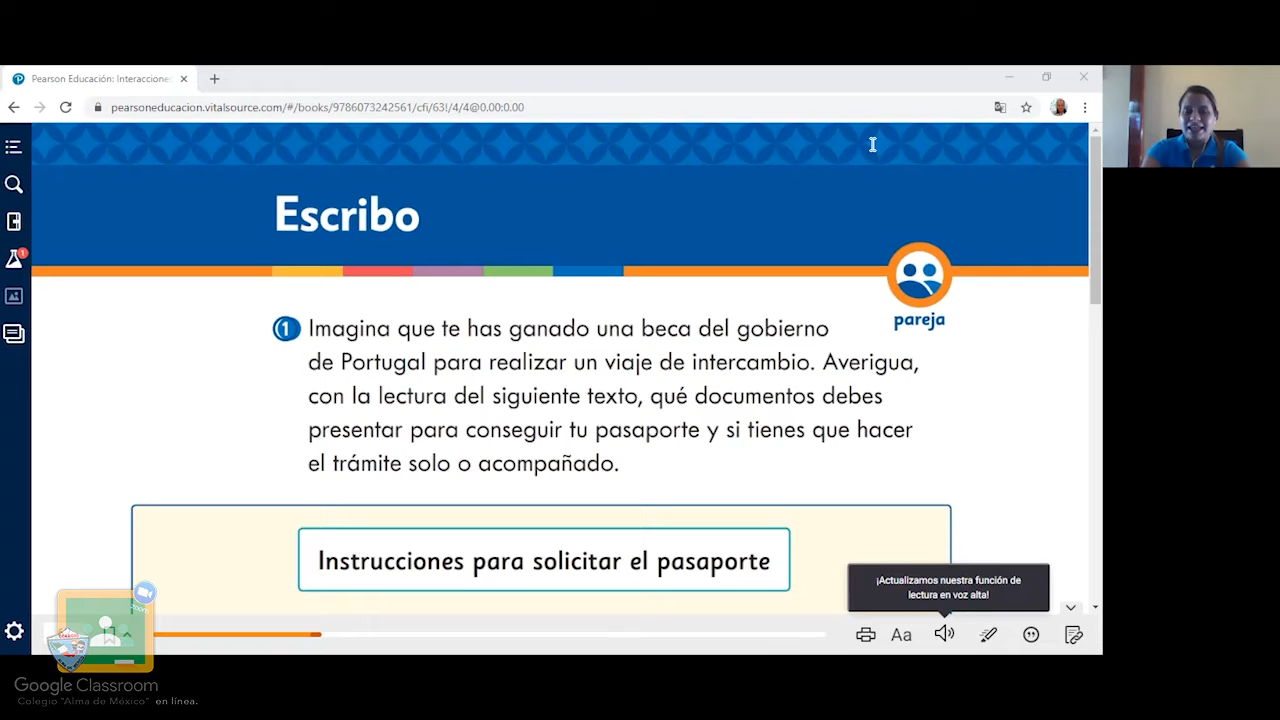 Pearson Educación: Interacciones
pearsoneducacion.vitalsource.com/#/books/9786073242561/cfi/63!/4/4@0.00:0.00
Escribo
pareja
1 Imagina que te has ganado una beca del gobierno
de Portugal para realizar un viaje de intercambio. Averigua,
con la lectura del siguiente texto, qué documentos debes
presentar para conseguir tu pasaporte y si tienes que hacer
el trámite solo o acompañado.
Instrucciones para solicitar el pasaporte
¡Actualizamos nuestra función de
lectura en voz alta!
Aa
1
Google Classroom
Colegio "Alma de México" en línea.